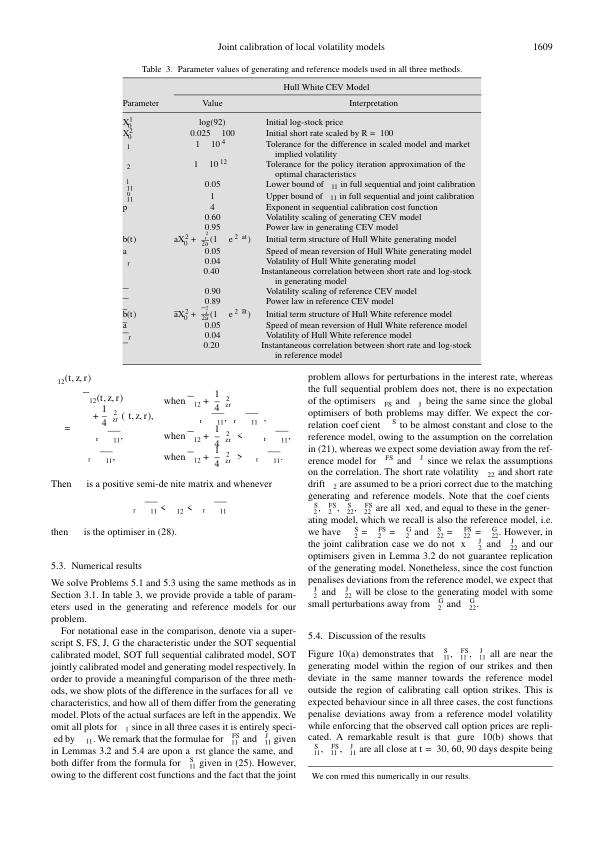 Joint calibration of local volatility models 1609
Table 3. Parameter values of generating and reference models used in all three methods.
Hull White CEV Model
Parameter Value Interpretation
X_0^1 log(92) Initial log-stock price
X_0^2 0.025 100 Initial short rate scaled by R = 100
1 1 10 4 Tolerance for the difference in scaled model and market
implied volatility
2 1 10 12 Tolerance for the policy iteration approximation of the
optimal characteristics
11 0.05 Lower bound of 11 in full sequential and joint calibration
11 1 Upper bound of 11 in full sequential and joint calibration
p 4 Exponent in sequential calibration cost function
0.60 Volatility scaling of generating CEV model
0.95 Power law in generating CEV model
b(t) aX_0^2 + 2 r 2a (1 e 2 at) Initial term structure of Hull White generating model
a 0.05 Speed of mean reversion of Hull White generating model
r 0.04 Volatility of Hull White generating model
0.40 Instantaneous correlation between short rate and log-stock
in generating model
0.90 Volatility scaling of reference CEV model
0.89 Power law in reference CEV model
b(t) aX_0^2 + 2 r 2a (1 e 2 at) Initial term structure of Hull White reference model
a 0.05 Speed of mean reversion of Hull White reference model
r 0.04 Volatility of Hull White reference model
0.20 Instantaneous correlation between short rate and log-stock
in reference model
12(t, z, r)
12(t, z, r) when 12 + 1/4 2 zr
+ 1/4 2 zr ( t, z, r), r 11, r 11 ,
= r 11, when 12 + 1/4 2 zr < r 11,
r 11, when 12 + 1/4 2 zr > r 11.
Then is a positive semi-de nite matrix and whenever
r 11 < 12 < r 11
then is the optimiser in (28).
5.3. Numerical results
We solve Problems 5.1 and 5.3 using the same methods as in
Section 3.1. In table 3, we provide provide a table of param-
eters used in the generating and reference models for our
problem.
For notational ease in the comparison, denote via a super-
script S, FS, J, G the characteristic under the SOT sequential
calibrated model, SOT full sequential calibrated model, SOT
jointly calibrated model and generating model respectively. In
order to provide a meaningful comparison of the three meth-
ods, we show plots of the difference in the surfaces for all ve
characteristics, and how all of them differ from the generating
model. Plots of the actual surfaces are left in the appendix. We
omit all plots for 1 since in all three cases it is entirely speci-
ed by 11. We remark that the formulae for FS 11 and J 11 given
in Lemmas 3.2 and 5.4 are upon a rst glance the same, and
both differ from the formula for S 11 given in (25). However,
owing to the different cost functions and the fact that the joint
problem allows for perturbations in the interest rate, whereas
the full sequential problem does not, there is no expectation
of the optimisers FS and J being the same since the global
optimisers of both problems may differ. We expect the cor-
relation coef cient S to be almost constant and close to the
reference model, owing to the assumption on the correlation
in (21), whereas we expect some deviation away from the ref-
erence model for FS and J since we relax the assumptions
on the correlation. The short rate volatility 22 and short rate
drift 2 are assumed to be a priori correct due to the matching
generating and reference models. Note that the coef cients
S 2, FS 2, S 22, FS 22 are all xed, and equal to these in the gener-
ating model, which we recall is also the reference model, i.e.
we have S 2 = FS 2 = G 2 and S 22 = FS 22 = G 22. However, in
the joint calibration case we do not x J 2 and J 22 and our
optimisers given in Lemma 3.2 do not guarantee replication
of the generating model. Nonetheless, since the cost function
penalises deviations from the reference model, we expect that
J 2 and J 22 will be close to the generating model with some
small perturbations away from G 2 and G 22.
5.4. Discussion of the results
Figure 10(a) demonstrates that S 11, FS 11, J 11 all are near the
generating model within the region of our strikes and then
deviate in the same manner towards the reference model
outside the region of calibrating call option strikes. This is
expected behaviour since in all three cases, the cost functions
penalise deviations away from a reference model volatility
while enforcing that the observed call option prices are repli-
cated. A remarkable result is that gure 10(b) shows that
S 11, FS 11, J 11 are all close at t = 30, 60, 90 days despite being
We con rmed this numerically in our results.